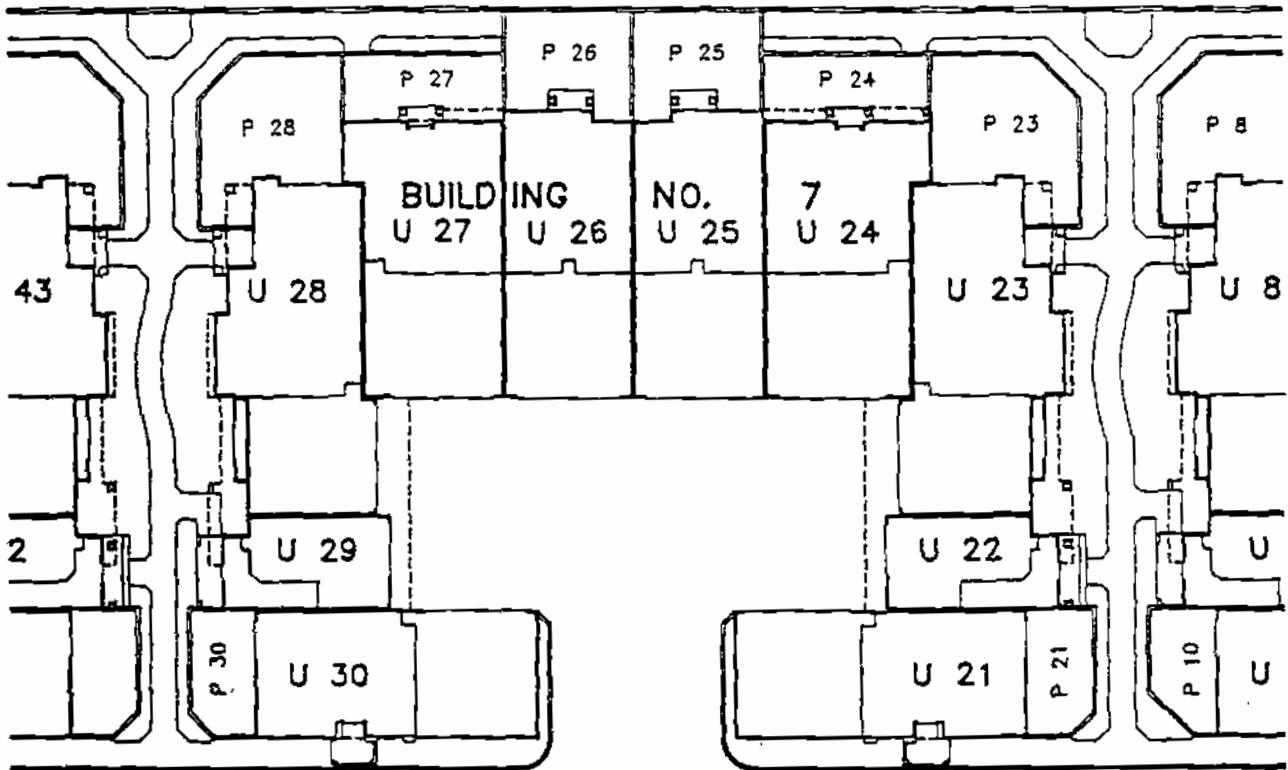 P 26
P 25
P 27
P 24
P 28
P 23
P 8
BUILDING NO. 7
U 27
U 26
U 25
U 24
43
U 28
U 23
U 8
2
U 29
U 22
U
P 30
U 30
U 21
P 21
P 10
U